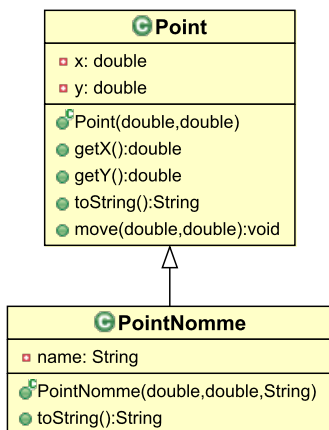 Point
x: double
y: double
Point(double,double)
getX():double
getY():double
toString():String
move(double,double):void
PointNomme
name: String
PointNomme(double,double,String)
toString():String